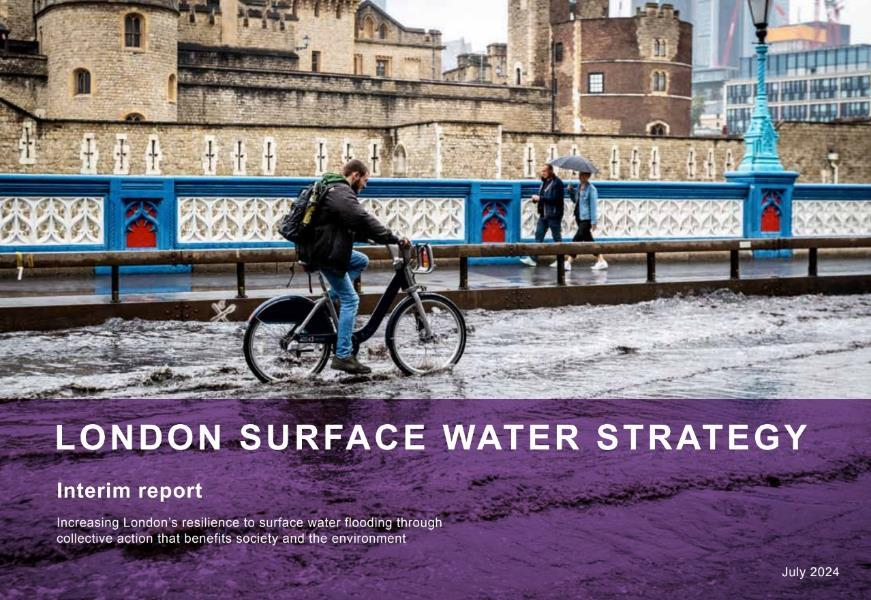 LONDON SURFACE WATER STRATEGY
Interim report
Increasing London's resilience to surface water flooding through
collective action that benefits society and the environment
July 2024